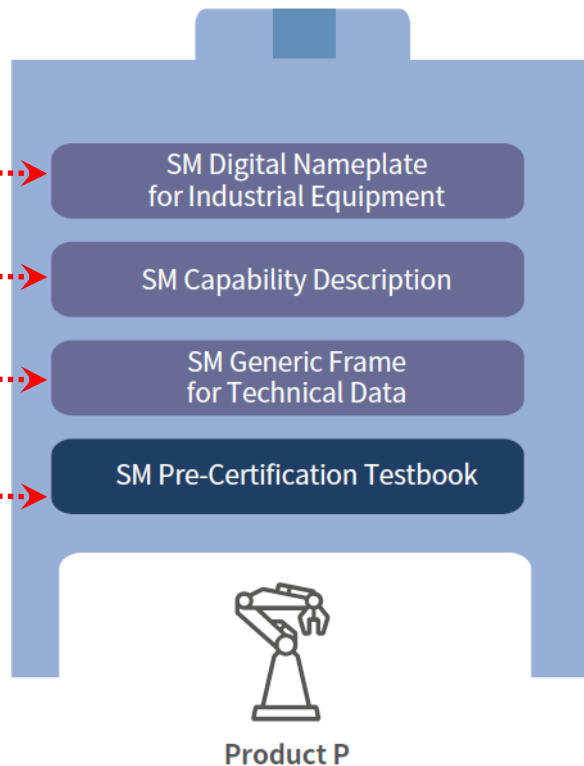 SM Digital Nameplate
for Industrial Equipment
SM Capability Description
SM Generic Frame
for Technical Data
SM Pre-Certification Testbook
Product P